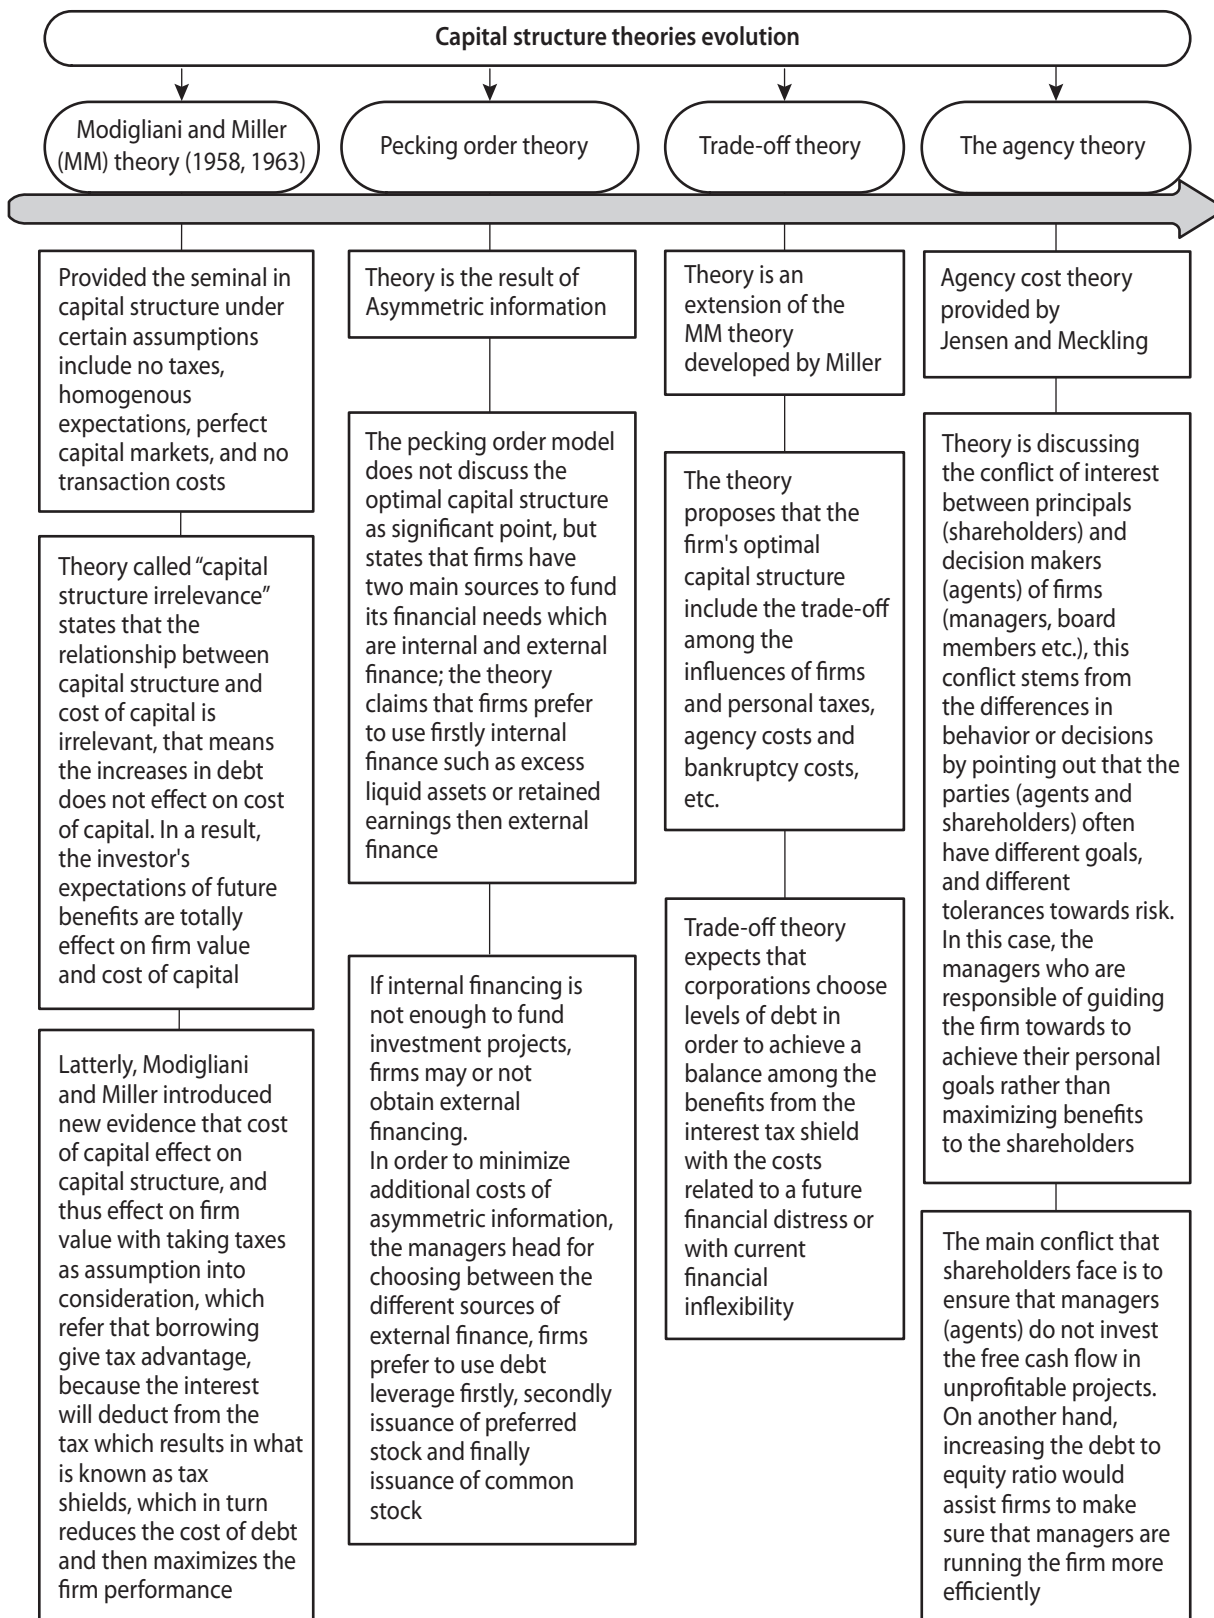 Capital structure theories evolution
Modigliani and Miller
(MM) theory (1958, 1963)
Pecking order theory
Trade-off theory
The agency theory
Provided the seminal in
capital structure under
certain assumptions
include no taxes,
homogenous
expectations, perfect
capital markets, and no
transaction costs
Theory called “capital
structure irrelevance”
states that the
relationship between
capital structure and
cost of capital is
irrelevant, that means
the increases in debt
does not effect on cost
of capital. In a result,
the investor's
expectations of future
benefits are totally
effect on firm value
and cost of capital
Latterly, Modigliani
and Miller introduced
new evidence that cost
of capital effect on
capital structure, and
thus effect on firm
value with taking taxes
as assumption into
consideration, which
refer that borrowing
give tax advantage,
because the interest
will deduct from the
tax which results in what
is known as tax
shields, which in turn
reduces the cost of debt
and then maximizes the
firm performance
Theory is the result of
Asymmetric information
The pecking order model
does not discuss the
optimal capital structure
as significant point, but
states that firms have
two main sources to fund
its financial needs which
are internal and external
finance; the theory
claims that firms prefer
to use firstly internal
finance such as excess
liquid assets or retained
earnings then external
finance
If internal financing is
not enough to fund
investment projects,
firms may or not
obtain external
financing.
In order to minimize
additional costs of
asymmetric information,
the managers head for
choosing between the
different sources of
external finance, firms
prefer to use debt
leverage firstly, secondly
issuance of preferred
stock and finally
issuance of common
stock
Theory is an
extension of the
MM theory
developed by Miller
The theory
proposes that the
firm's optimal
capital structure
include the trade-off
among the
influences of firms
and personal taxes,
agency costs and
bankruptcy costs,
etc.
Trade-off theory
expects that
corporations choose
levels of debt in
order to achieve a
balance among the
benefits from the
interest tax shield
with the costs
related to a future
financial distress or
with current
financial
inflexibility
Agency cost theory
provided by
Jensen and Meckling
Theory is discussing
the conflict of interest
between principals
(shareholders) and
decision makers
(agents) of firms
(managers, board
members etc.), this
conflict stems from
the differences in
behavior or decisions
by pointing out that the
parties (agents and
shareholders) often
have different goals,
and different
tolerances towards risk.
In this case, the
managers who are
responsible of guiding
the firm towards to
achieve their personal
goals rather than
maximizing benefits
to the shareholders
The main conflict that
shareholders face is to
ensure that managers
(agents) do not invest
the free cash flow in
unprofitable projects.
On another hand,
increasing the debt to
equity ratio would
assist firms to make
sure that managers are
running the firm more
efficiently